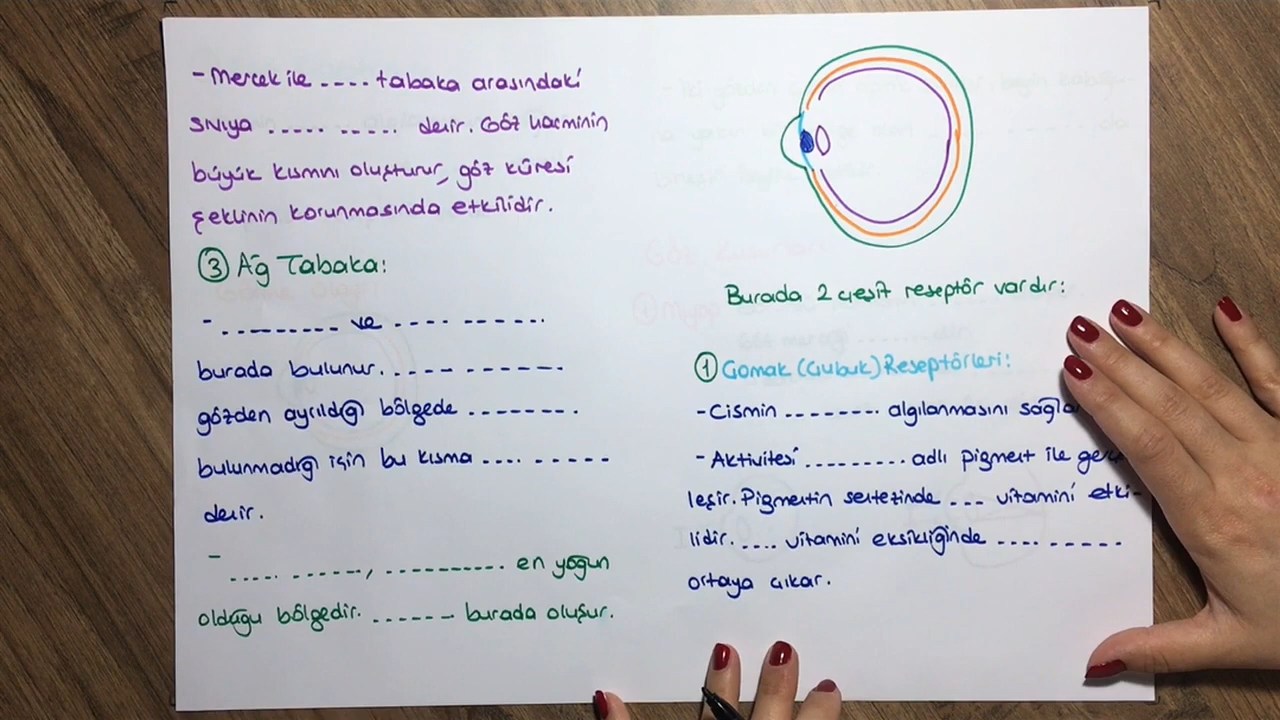 - Mercek ile .... tabaka arasındaki
sıvıya ..... ..... denir. Göz hacminin
büyük kısmını oluşturur, göz küresi
şeklinin korunmasında etkilidir.
③ Ağ Tabaka:
- ......... ve .... ......
burada bulunur. .... .......
gözden ayrıldığı bölgede .......
bulunmadığı için bu kısma .... .....
denir.
- .... ......, .......... en yoğun
olduğu bölgedir. ....... burada oluşur.
Burada 2 çeşit reseptör vardır:
① Çomak (Çubuk) Reseptörleri:
- Cismin ....... algılanmasını
- Aktivitesi ......... adlı pigment ile
leşir. Pigmentin sentezinde ... vitamini etki-
lidir. .... vitamini eksikliğinde .... .....
ortaya çıkar.